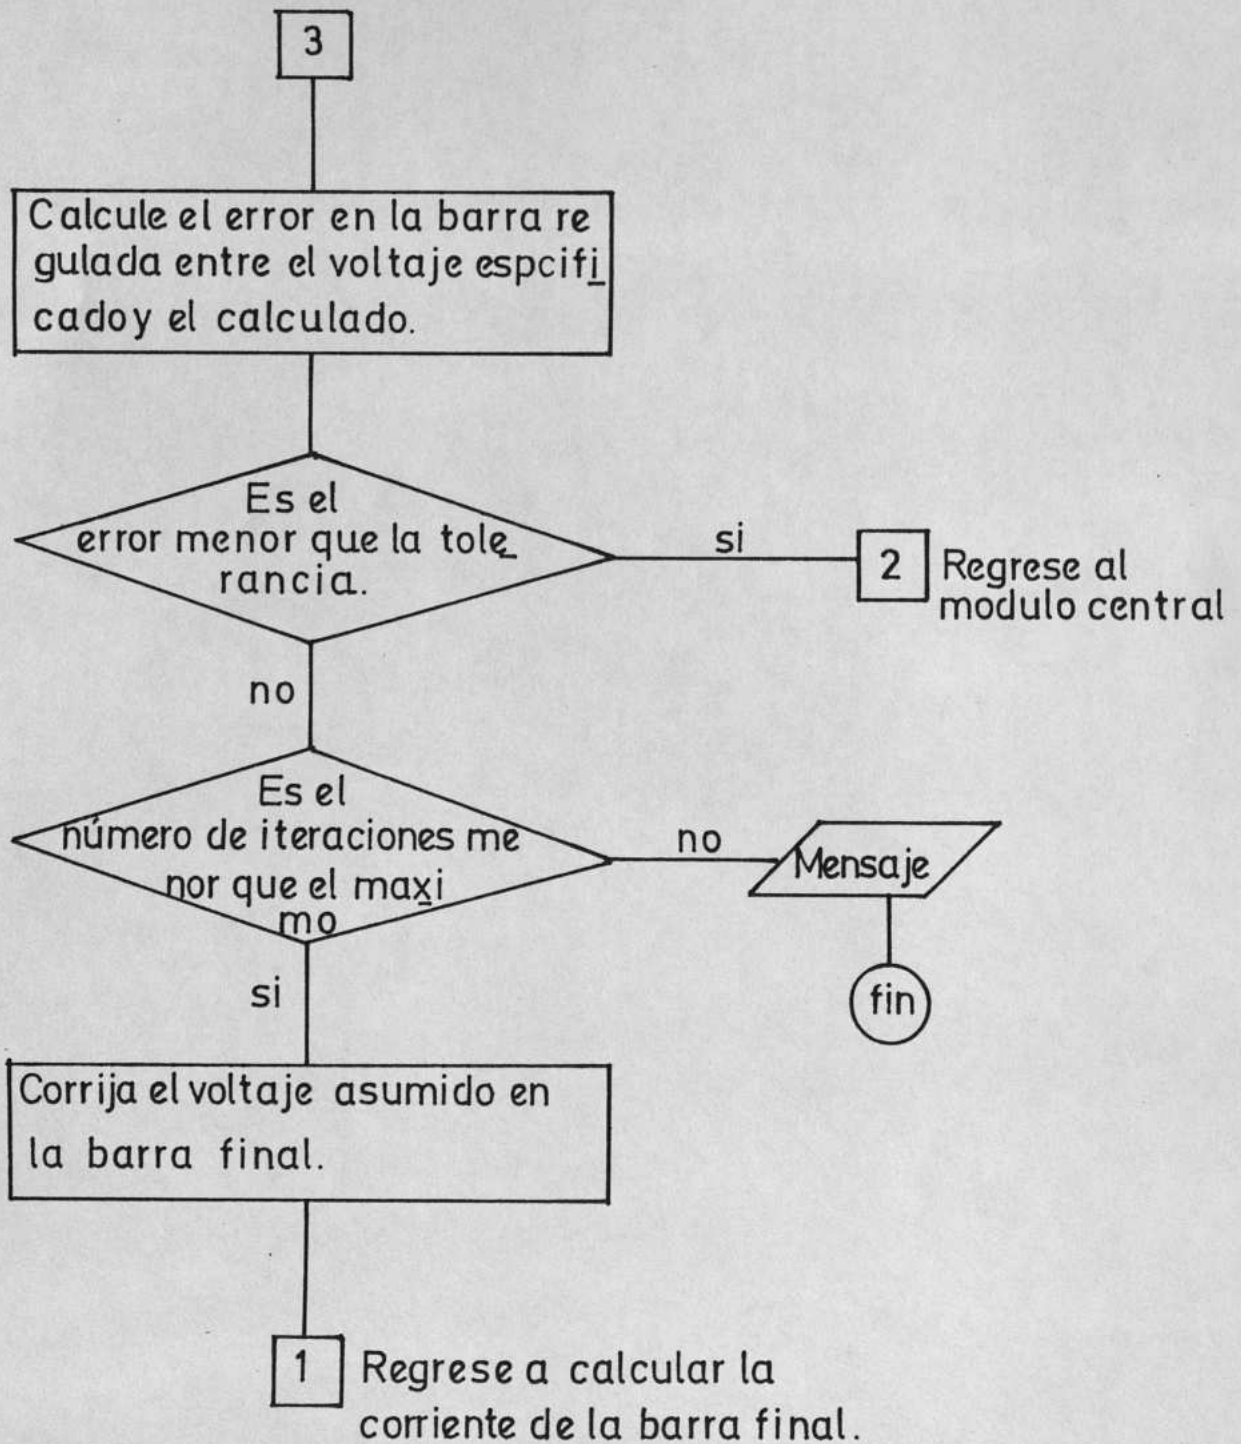 3
Calcule el error en la barra re
gulada entre el voltaje espcifi
cadoy el calculado.
Es el
error menor que la tole
rancia.
si
2
Regrese al
modulo central
no
Es el
número de iteraciones me
nor que el maxi
mo
no
Mensaje
fin
si
Corrija el voltaje asumido en
la barra final.
1
Regrese a calcular la
corriente de la barra final.